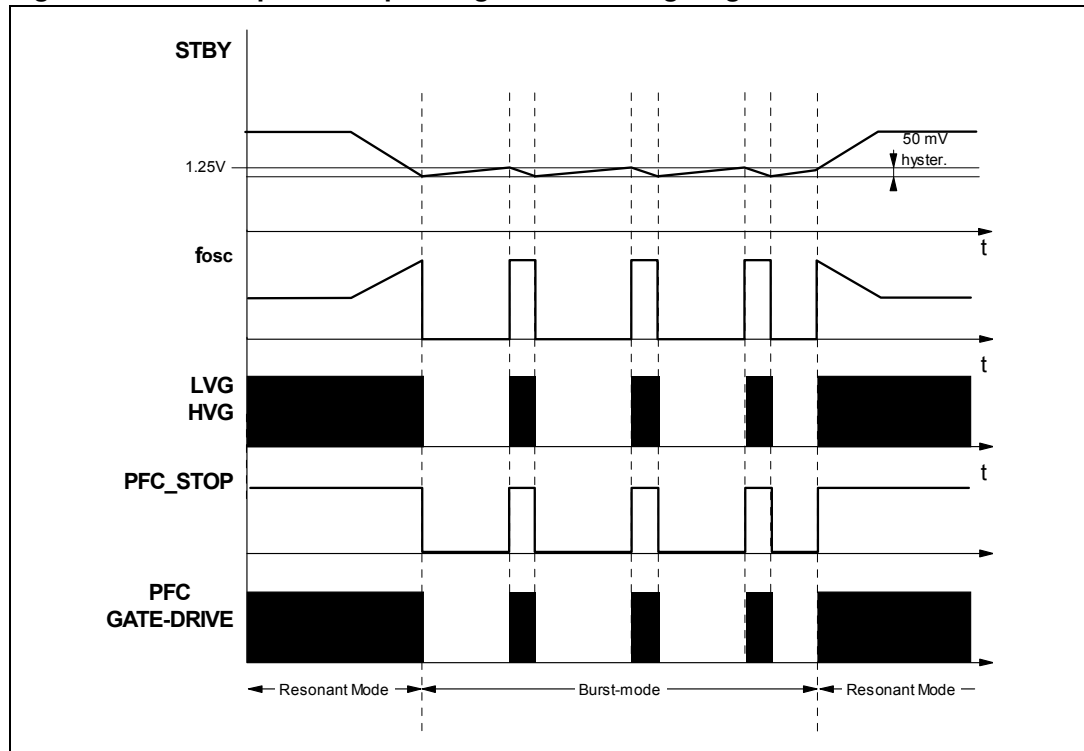 STBY
50 mV
hyster.
1.25V
t
fosc
t
LVG
HVG
t
PFC_STOP
PFC
GATE-DRIVE
Resonant Mode
Burst-mode
Resonant Mode